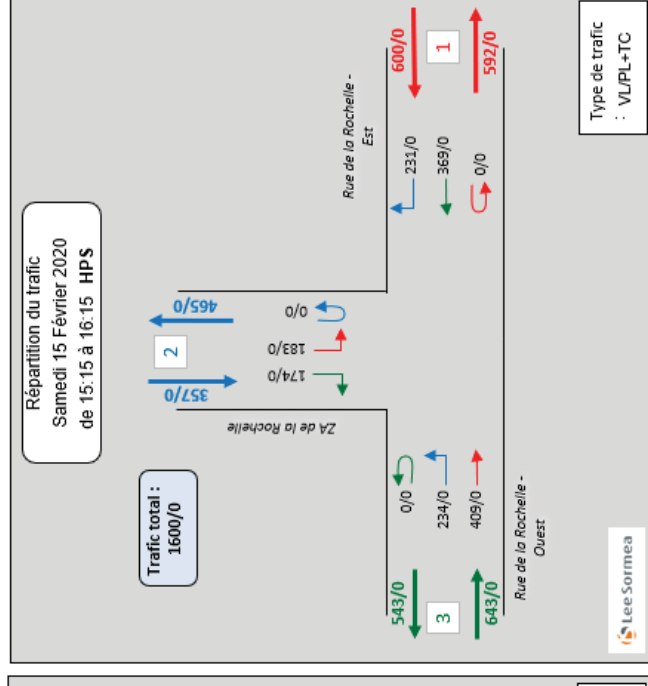 Répartition du trafic
Samedi 15 Février 2020
de 15:15 à 16:15 HPS
Trafic total :
1600/0
Type de trafic
: VL/PL+TC
2
357/0
465/0
174/0
183/0
0/0
ZA de la Rochelle
Rue de la Rochelle -
Est
600/0
1
592/0
231/0
369/0
0/0
543/0
3
643/0
0/0
234/0
409/0
Rue de la Rochelle -
Ouest
Lee Sormea